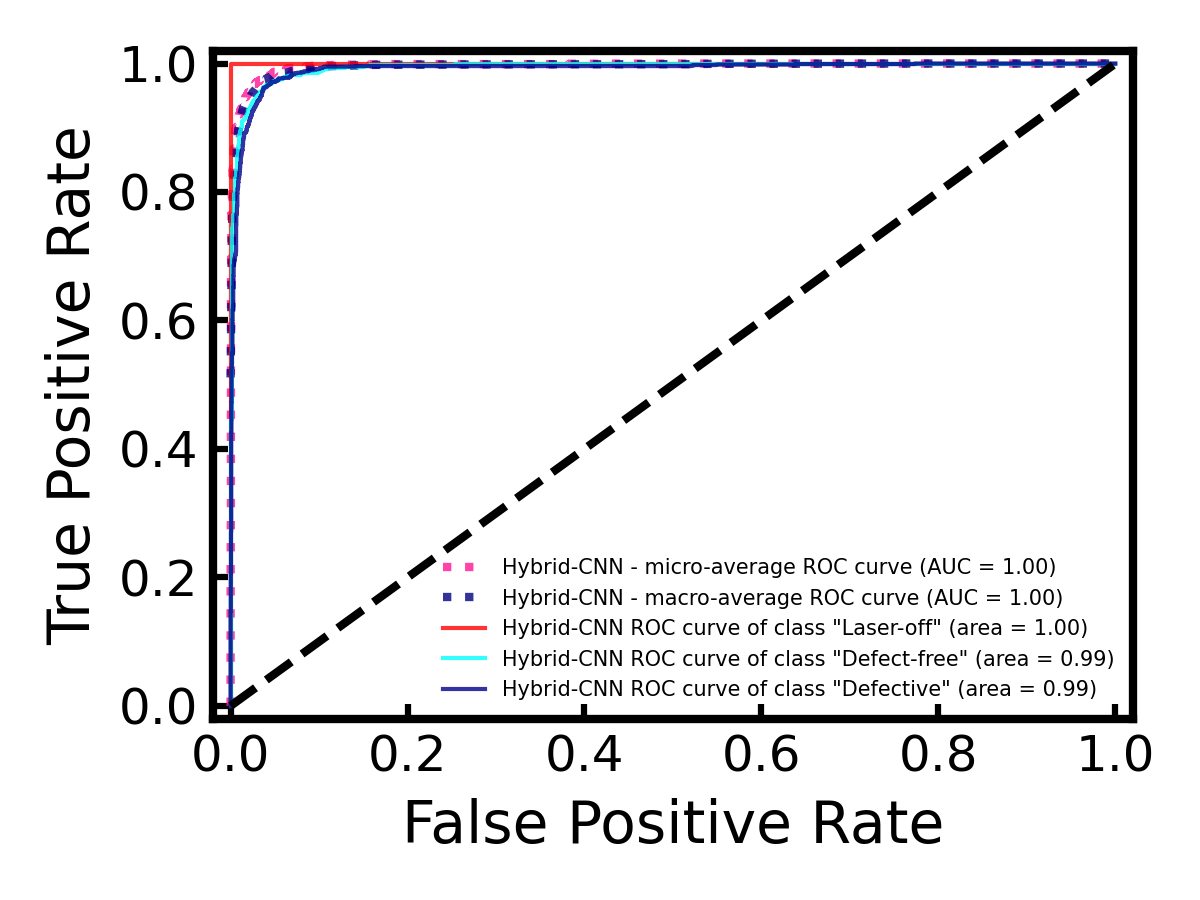 1.0
0.8
0.6
0.4
0.2
0.0
True Positive Rate
Hybrid-CNN - micro-average ROC curve (AUC = 1.00)
Hybrid-CNN - macro-average ROC curve (AUC = 1.00)
Hybrid-CNN ROC curve of class "Laser-off" (area = 1.00)
Hybrid-CNN ROC curve of class "Defect-free" (area = 0.99)
Hybrid-CNN ROC curve of class "Defective" (area = 0.99)
0.0 0.2 0.4 0.6 0.8 1.0
False Positive Rate